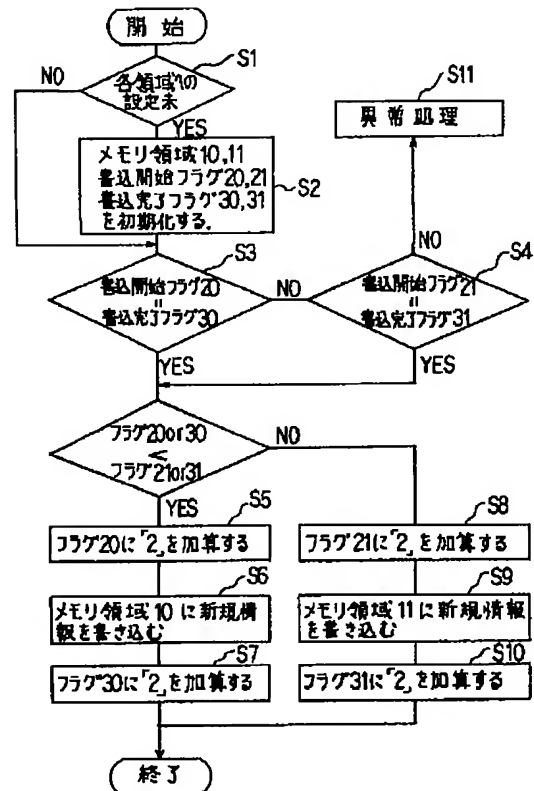 開始
S1
NO
各領域への
設定未
YES
メモリ領域10,11
書込開始フラグ20,21
書込完了フラグ30,31
を初期化する.
S2
S11
異常処理
NO
S3
書込開始フラグ20
=
書込完了フラグ30
NO
S4
書込開始フラグ21
=
書込完了フラグ31
YES
YES
フラグ20or30
<
フラグ21or31
NO
YES
S5
フラグ20に「2」を加算する
S8
フラグ21に「2」を加算する
S6
メモリ領域10に新規情
報を書き込む
S9
メモリ領域11に新規情報
を書き込む
S7
フラグ30に「2」を加算する
S10
フラグ31に「2」を加算する
終了